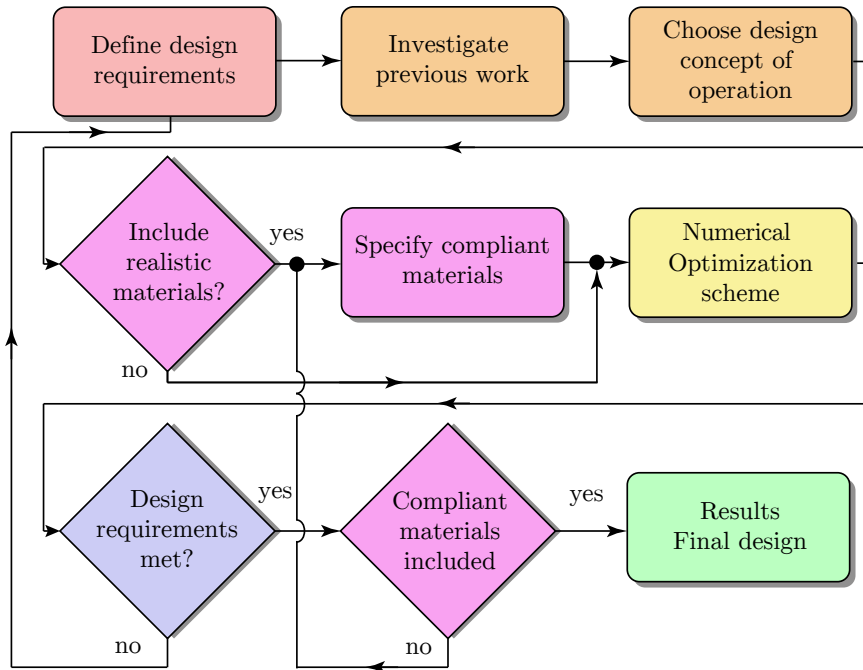 Define design
requirements
Investigate
previous work
Choose design
concept of
operation
Include
realistic
materials?
yes
no
Specify compliant
materials
Numerical
Optimization
scheme
Design
requirements
met?
yes
no
Compliant
materials
included
yes
no
Results
Final design